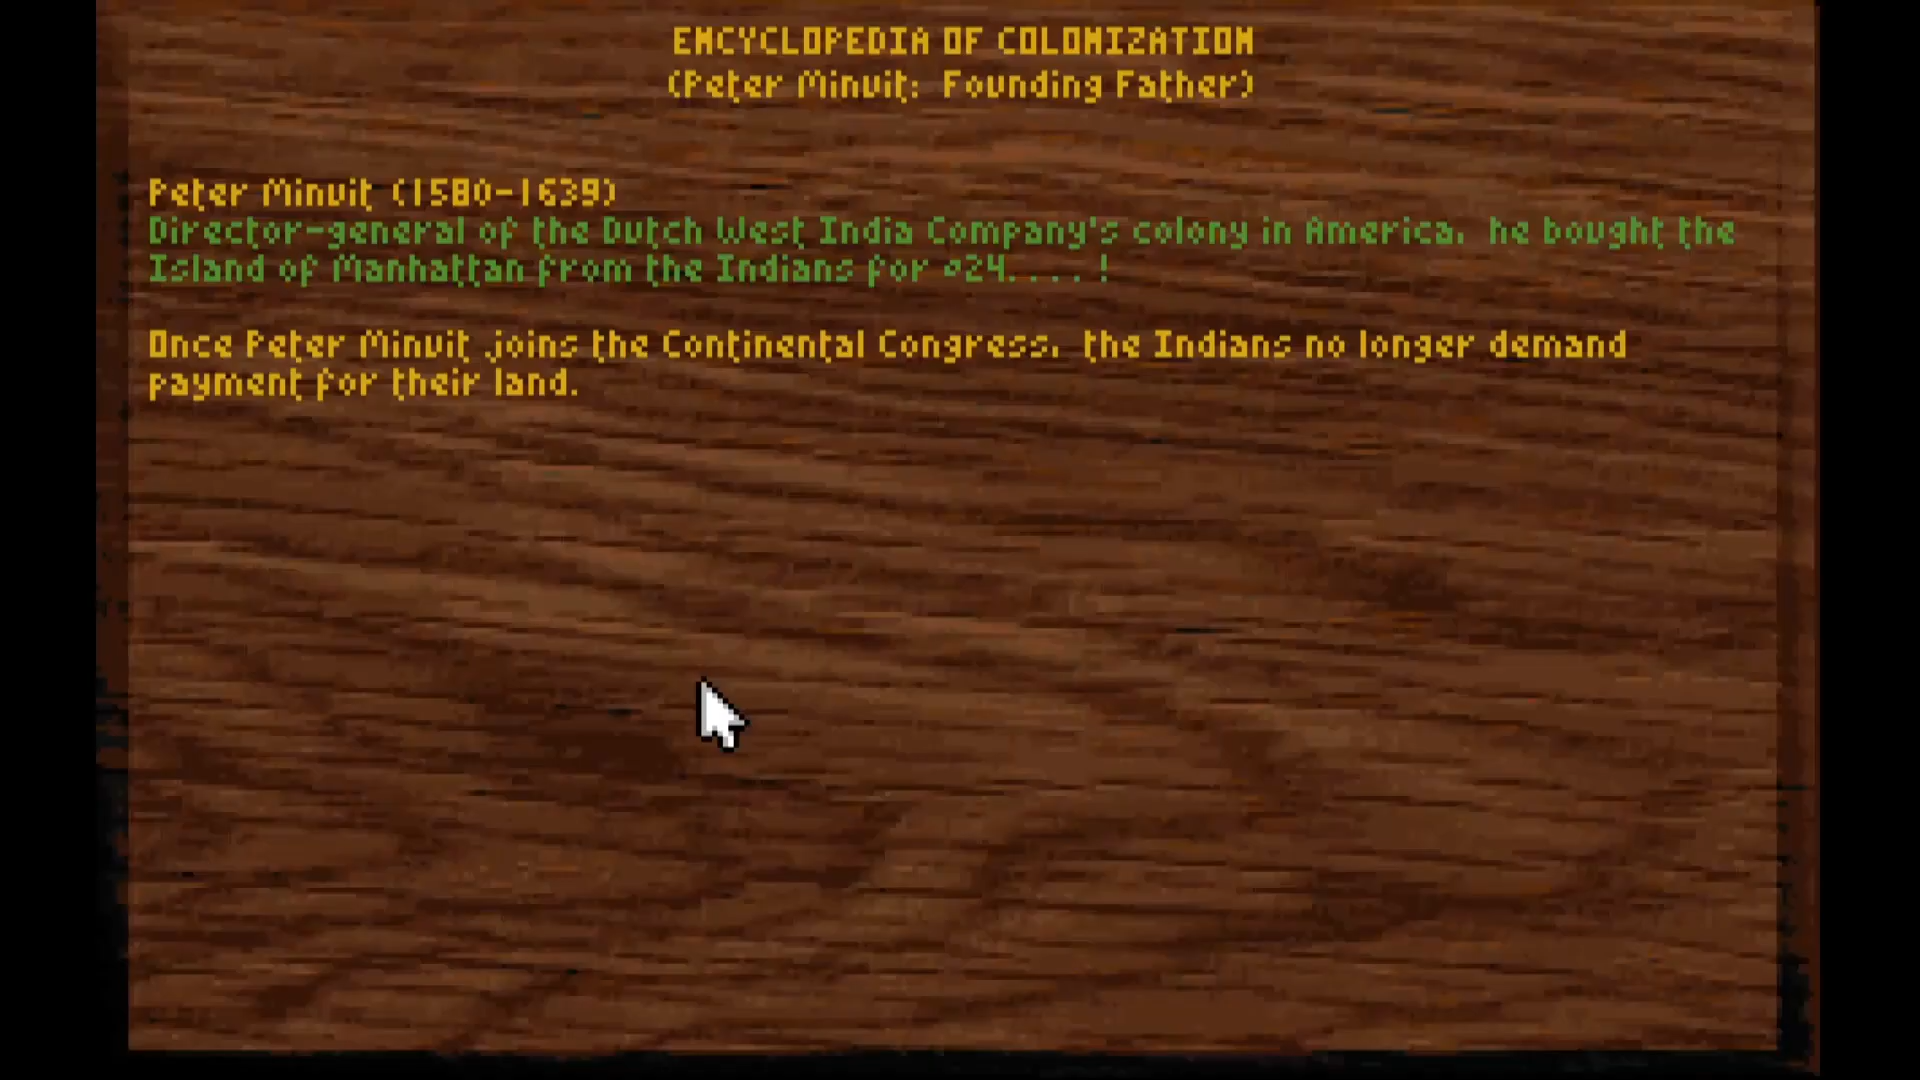 ENCYCLOPEDIA OF COLONIZATION
(Peter Minuit: Founding Father)
Peter Minuit (1580-1639)
Director-general of the Dutch West India Company's colony in America, he bought the
Island of Manhattan from the Indians for 24....!
Once Peter Minuit joins the Continental Congress, the Indians no longer demand
payment for their land.